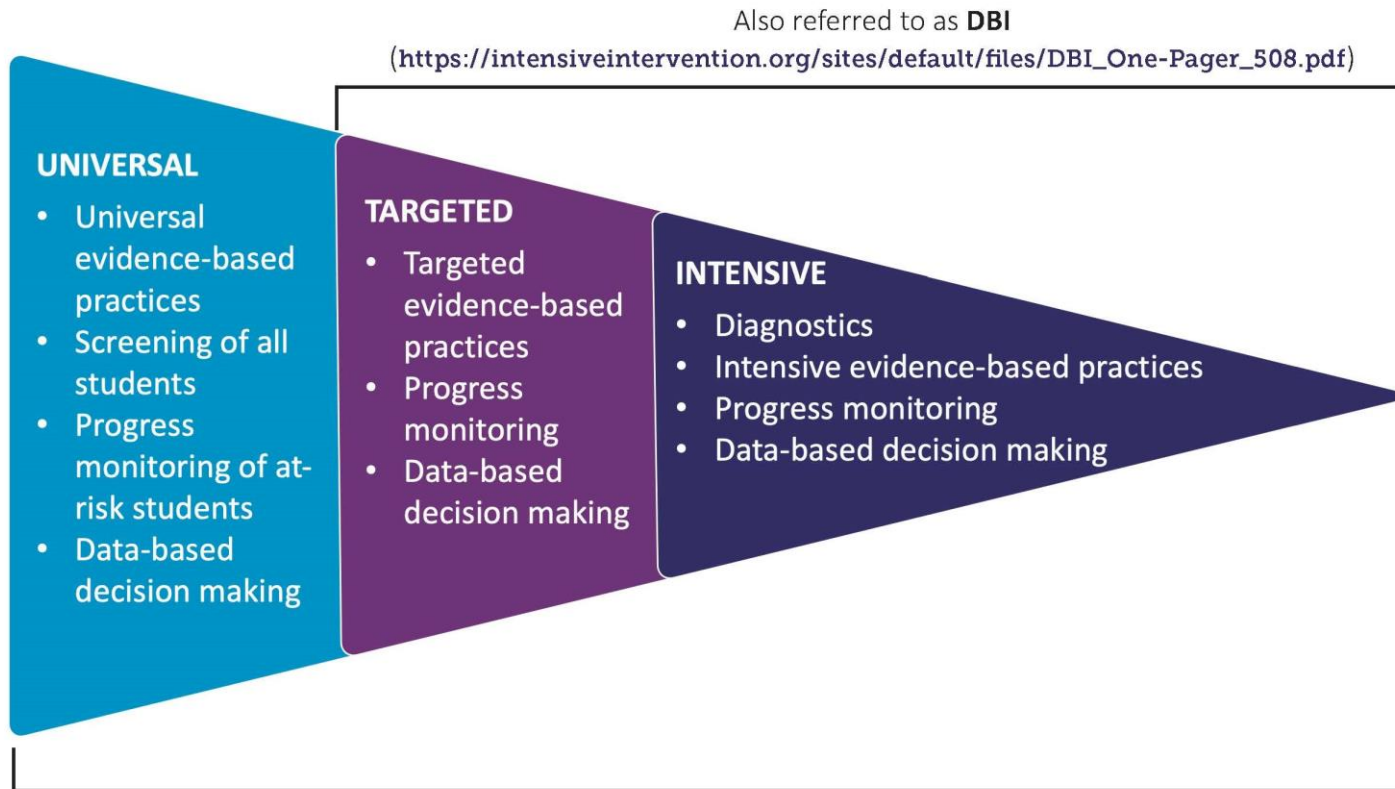 Also referred to as DBI
(https://intensiveintervention.org/sites/default/files/DBI_One-Pager_508.pdf)
UNIVERSAL
• Universal
evidence-based
practices
• Screening of all
students
• Progress
monitoring of at-
risk students
• Data-based
decision making
TARGETED
• Targeted
evidence-based
practices
• Progress
monitoring
• Data-based
decision making
INTENSIVE
• Diagnostics
• Intensive evidence-based practices
• Progress monitoring
• Data-based decision making